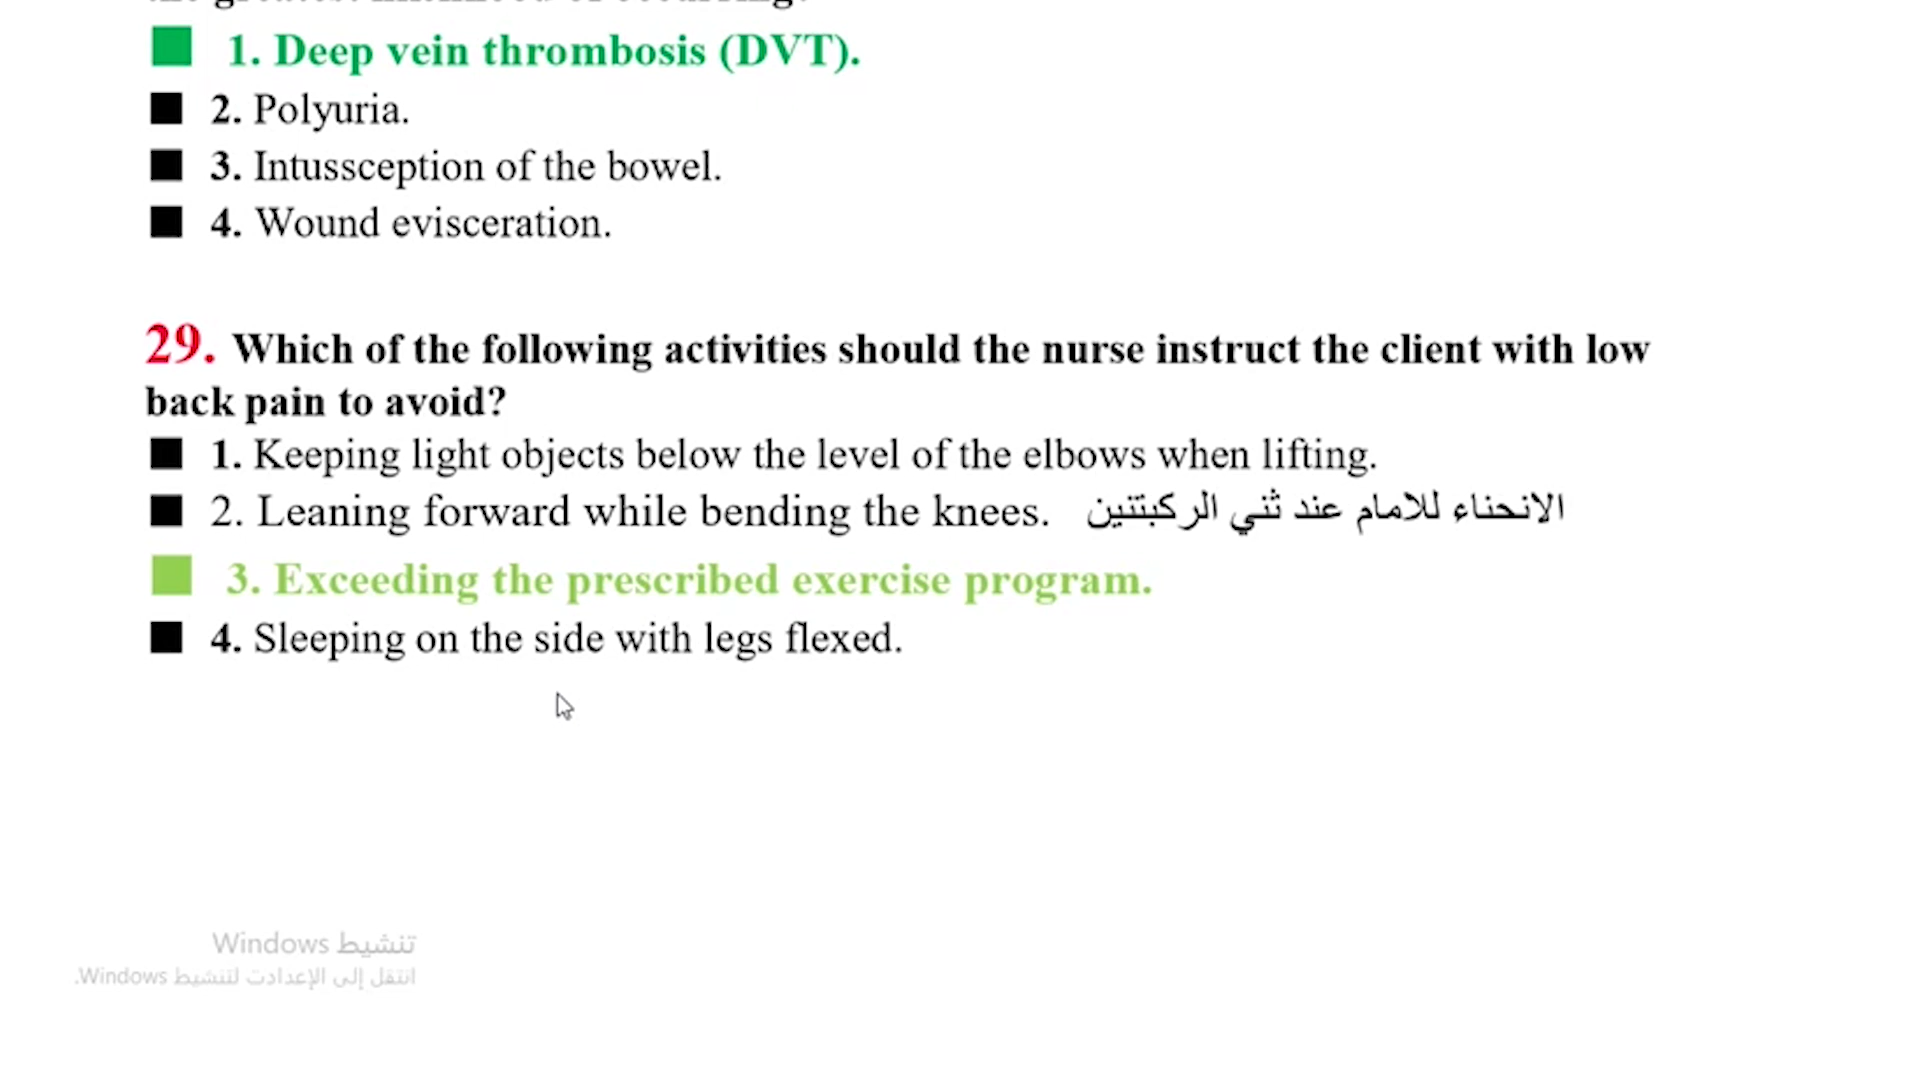 1. Deep vein thrombosis (DVT).
2. Polyuria.
3. Intussception of the bowel.
4. Wound evisceration.
29. Which of the following activities should the nurse instruct the client with low
back pain to avoid?
1. Keeping light objects below the level of the elbows when lifting.
2. Leaning forward while bending the knees. الانحناء للامام عند ثني الركبتتين
3. Exceeding the prescribed exercise program.
4. Sleeping on the side with legs flexed.
تنشيط Windows
انتقل إلى الإعدادت لتنشيط Windows.